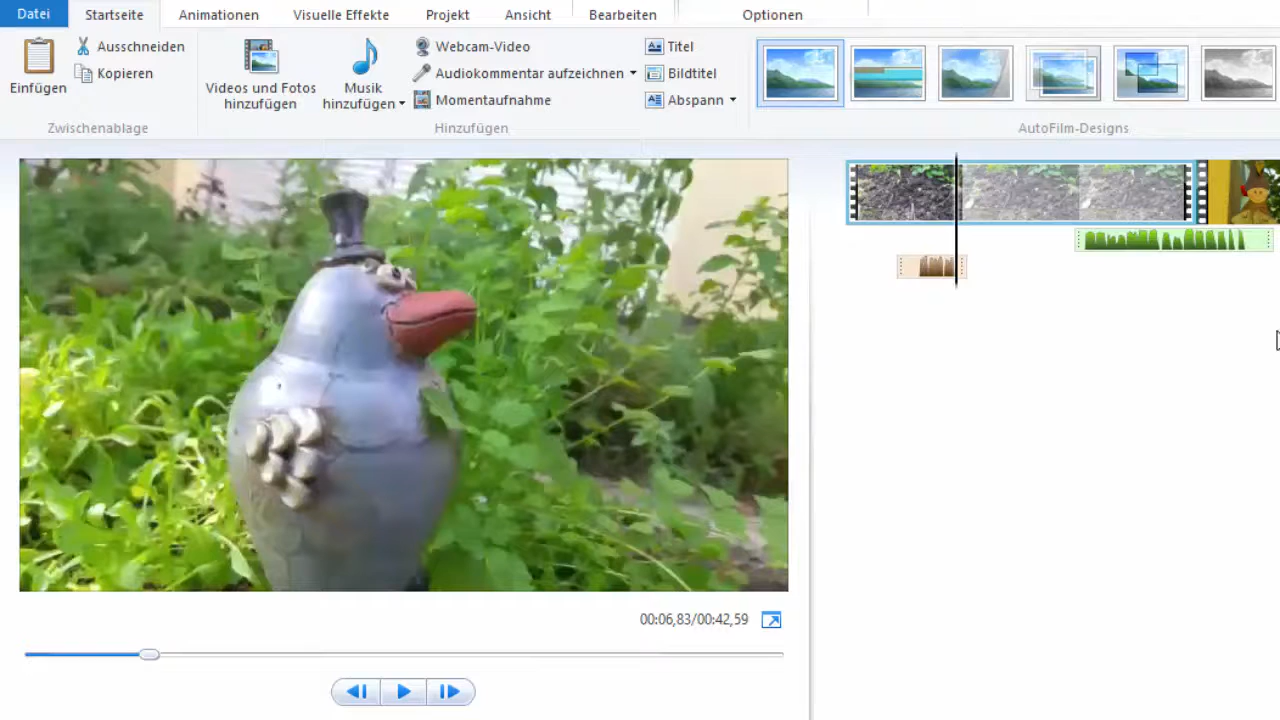 Datei Startseite Animationen Visuelle Effekte Projekt Ansicht Bearbeiten Optionen
Einfügen
Ausschneiden
Kopieren
Zwischenablage
Videos und Fotos
hinzufügen
Musik
hinzufügen
Webcam-Video
Audiokommentar aufzeichnen
Momentaufnahme
Titel
Bildtitel
Abspann
Hinzufügen
AutoFilm-Designs
00:06,83/00:42,59